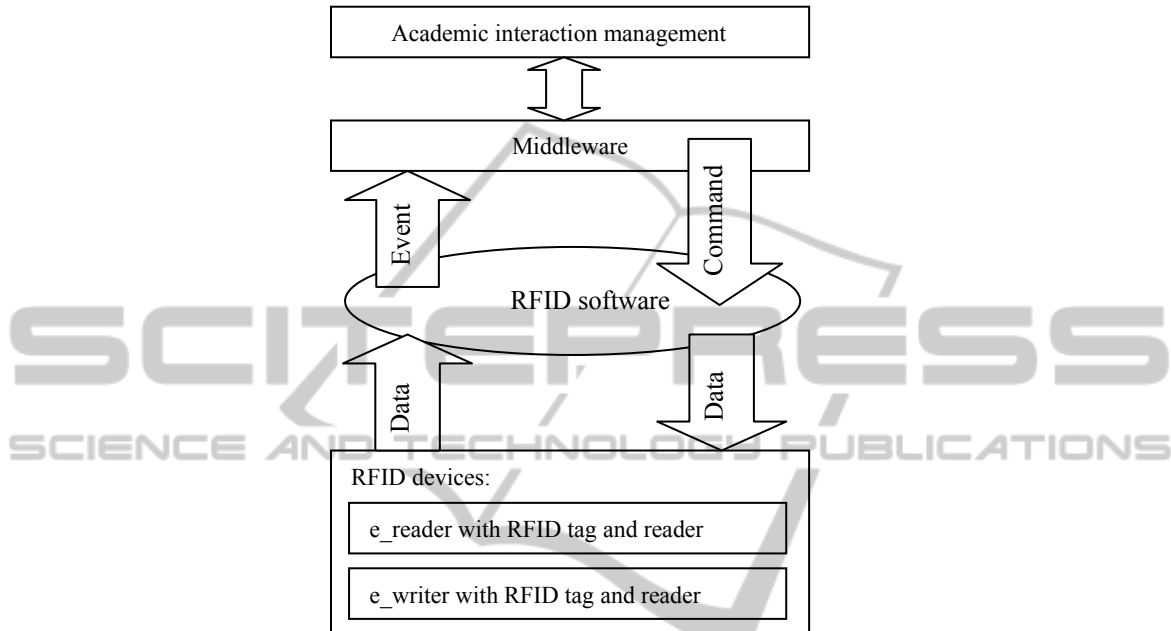 Academic interaction management
Middleware
Event
Command
RFID software
SCITEPRESS
Data
Data
SCIENCE AND TECHNOLOGY PUBLICATIONS
RFID devices:
e_reader with RFID tag and reader
e_writer with RFID tag and reader